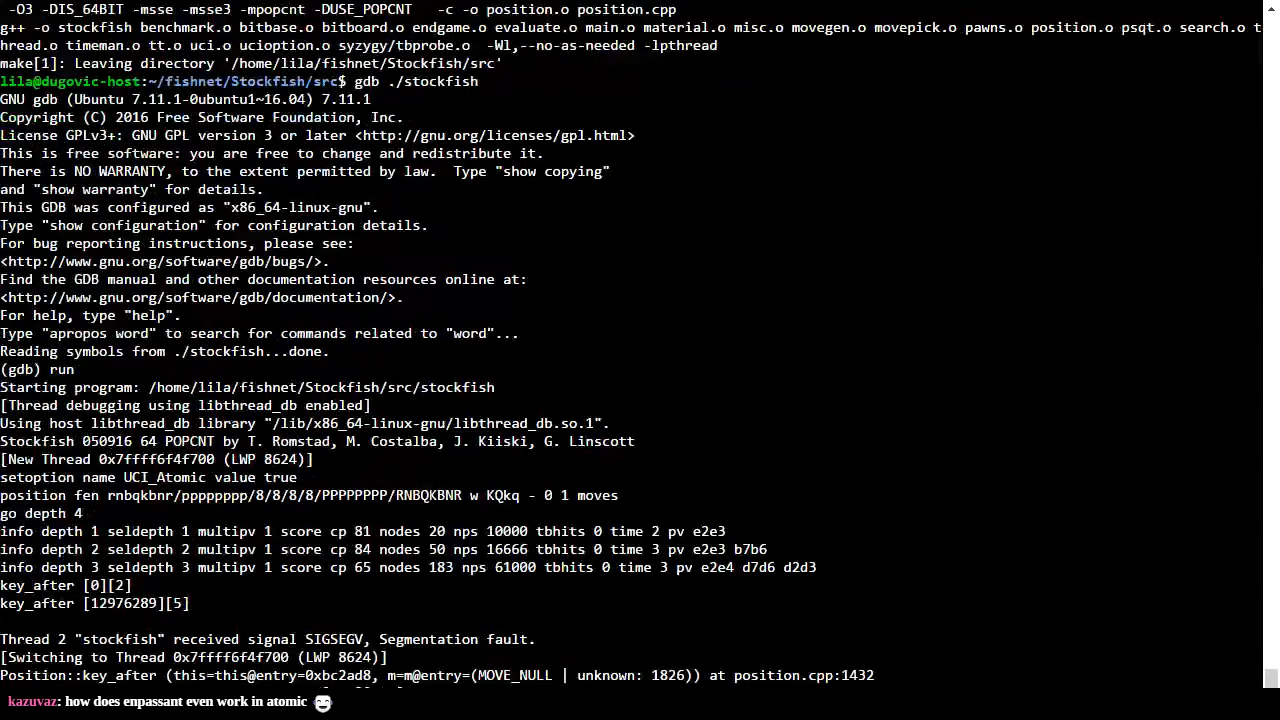 -O3 -DIS_64BIT -msse -msse3 -mpopcnt -DUSE_POPCNT   -c -o position.o position.cpp
g++ -o stockfish benchmark.o bitbase.o bitboard.o endgame.o evaluate.o main.o material.o misc.o movegen.o movepick.o pawns.o position.o psqt.o search.o t
hread.o timeman.o tt.o uci.o ucioption.o syzygy/tbprobe.o  -Wl,--no-as-needed -lpthread
make[1]: Leaving directory '/home/lila/fishnet/Stockfish/src'
lila@dugovic-host:~/fishnet/Stockfish/src$ gdb ./stockfish
GNU gdb (Ubuntu 7.11.1-0ubuntu1~16.04) 7.11.1
Copyright (C) 2016 Free Software Foundation, Inc.
License GPLv3+: GNU GPL version 3 or later <http://gnu.org/licenses/gpl.html>
This is free software: you are free to change and redistribute it.
There is NO WARRANTY, to the extent permitted by law.  Type "show copying"
and "show warranty" for details.
This GDB was configured as "x86_64-linux-gnu".
Type "show configuration" for configuration details.
For bug reporting instructions, please see:
<http://www.gnu.org/software/gdb/bugs/>.
Find the GDB manual and other documentation resources online at:
<http://www.gnu.org/software/gdb/documentation/>.
For help, type "help".
Type "apropos word" to search for commands related to "word"...
Reading symbols from ./stockfish...done.
(gdb) run
Starting program: /home/lila/fishnet/Stockfish/src/stockfish
[Thread debugging using libthread_db enabled]
Using host libthread_db library "/lib/x86_64-linux-gnu/libthread_db.so.1".
Stockfish 050916 64 POPCNT by T. Romstad, M. Costalba, J. Kiiski, G. Linscott
[New Thread 0x7ffff6f4f700 (LWP 8624)]
setoption name UCI_Atomic value true
position fen rnbqkbnr/pppppppp/8/8/8/8/PPPPPPPP/RNBQKBNR w KQkq - 0 1 moves
go depth 4
info depth 1 seldepth 1 multipv 1 score cp 81 nodes 20 nps 10000 tbhits 0 time 2 pv e2e3
info depth 2 seldepth 2 multipv 1 score cp 84 nodes 50 nps 16666 tbhits 0 time 3 pv e2e3 b7b6
info depth 3 seldepth 3 multipv 1 score cp 65 nodes 183 nps 61000 tbhits 0 time 3 pv e2e4 d7d6 d2d3
key_after [0][2]
key_after [12976289][5]
Thread 2 "stockfish" received signal SIGSEGV, Segmentation fault.
[Switching to Thread 0x7ffff6f4f700 (LWP 8624)]
Position::key_after (this=this@entry=0xbc2ad8, m=m@entry=(MOVE_NULL | unknown: 1826)) at position.cpp:1432
kazuvaz: how does enpassant even work in atomic